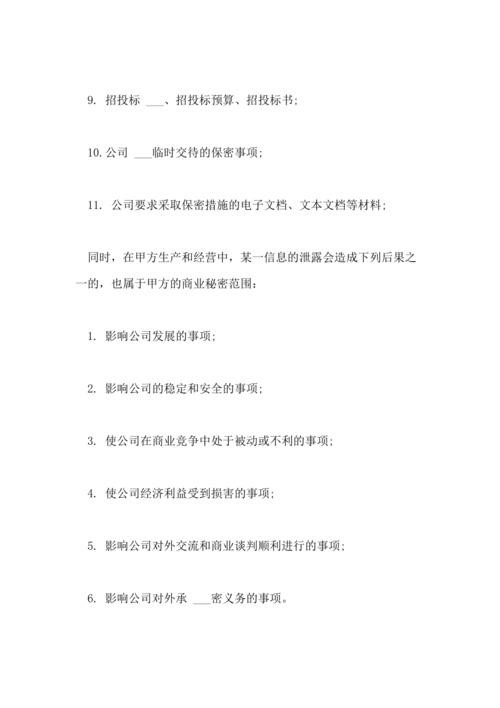 9. 招投标 ___、招投标预算、招投标书;
10.公司 ___临时交待的保密事项;
11. 公司要求采取保密措施的电子文档、文本文档等材料;
同时，在甲方生产和经营中，某一信息的泄露会造成下列后果之
一的，也属于甲方的商业秘密范围：
1. 影响公司发展的事项;
2. 影响公司的稳定和安全的事项;
3. 使公司在商业竞争中处于被动或不利的事项;
4. 使公司经济利益受到损害的事项;
5. 影响公司对外交流和商业谈判顺利进行的事项;
6. 影响公司对外承 ___密义务的事项。